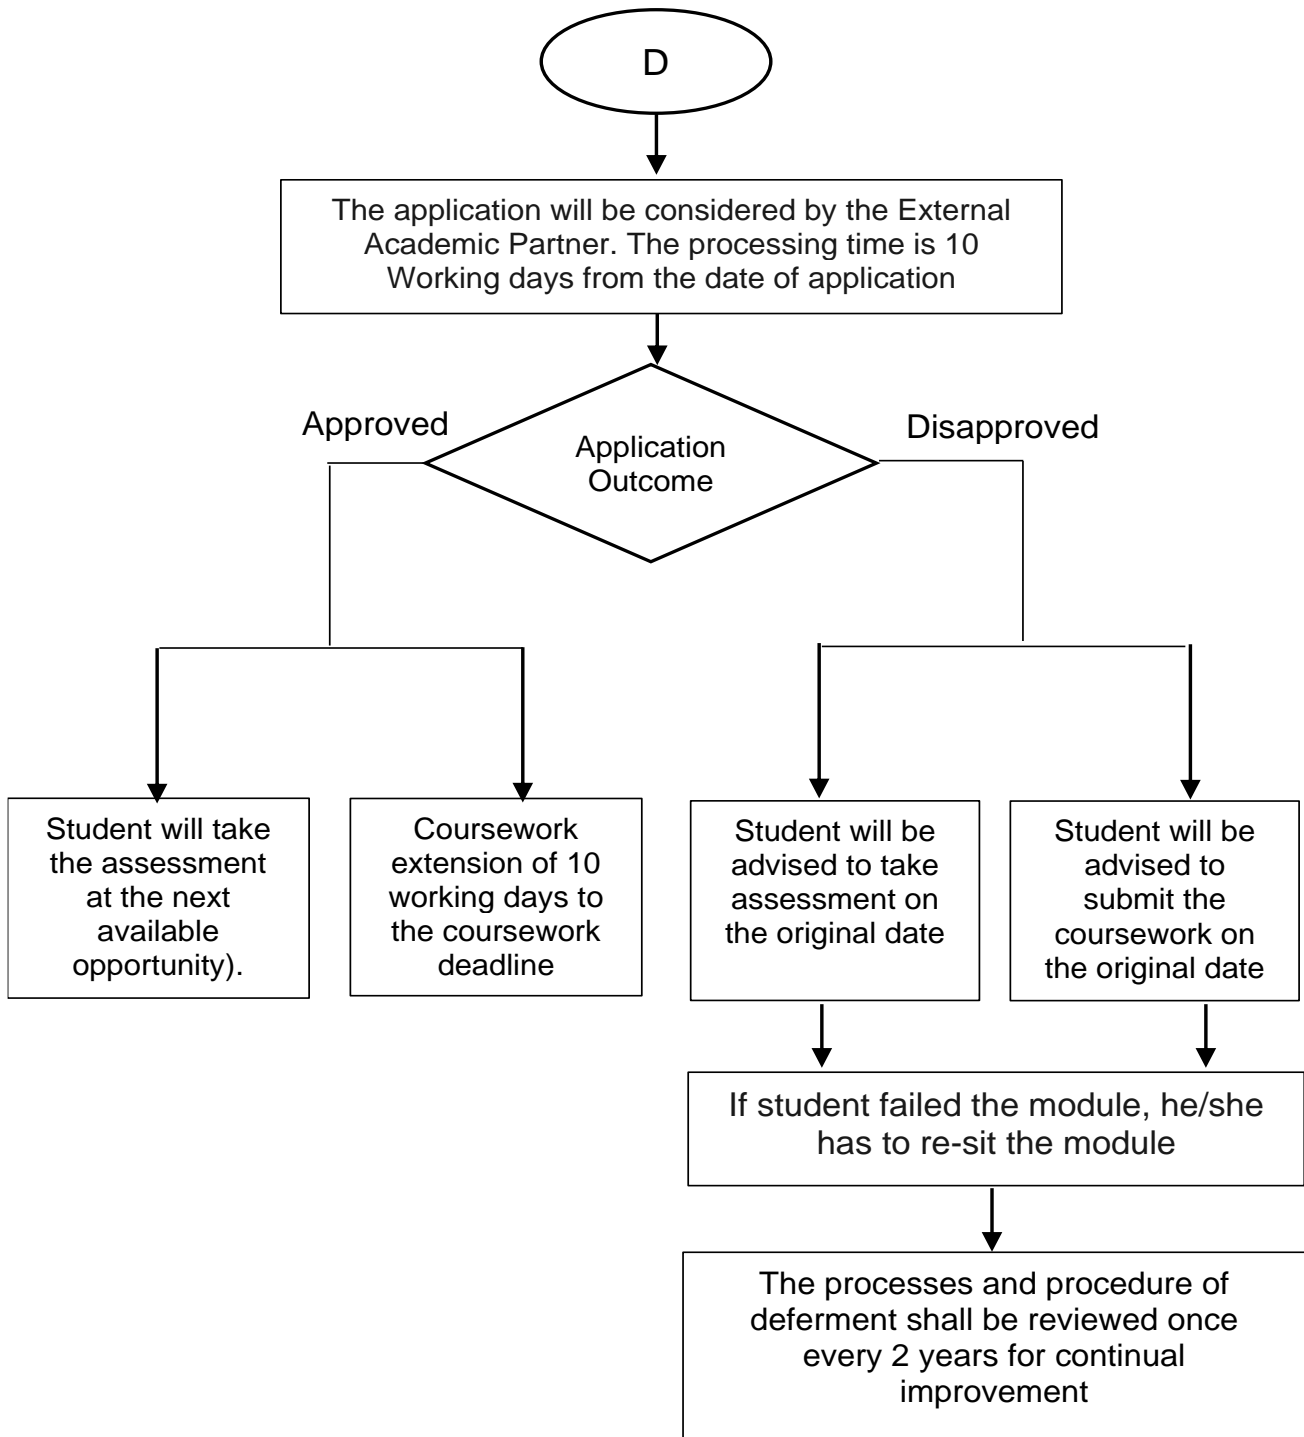 D
The application will be considered by the External
Academic Partner. The processing time is 10
Working days from the date of application
Approved
Disapproved
Application
Outcome
Student will take
the assessment
at the next
available
opportunity).
Coursework
extension of 10
working days to
the coursework
deadline
Student will be
advised to take
assessment on
the original date
Student will be
advised to
submit the
coursework on
the original date
If student failed the module, he/she
has to re-sit the module
The processes and procedure of
deferment shall be reviewed once
every 2 years for continual
improvement